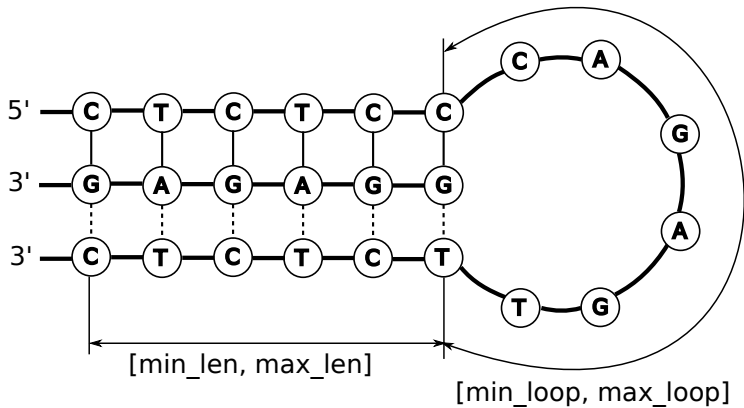 C A
5' C T C T C C
G
3' G A G A G G
A
3' C T C T C T
T G
[min_len, max_len]
[min_loop, max_loop]